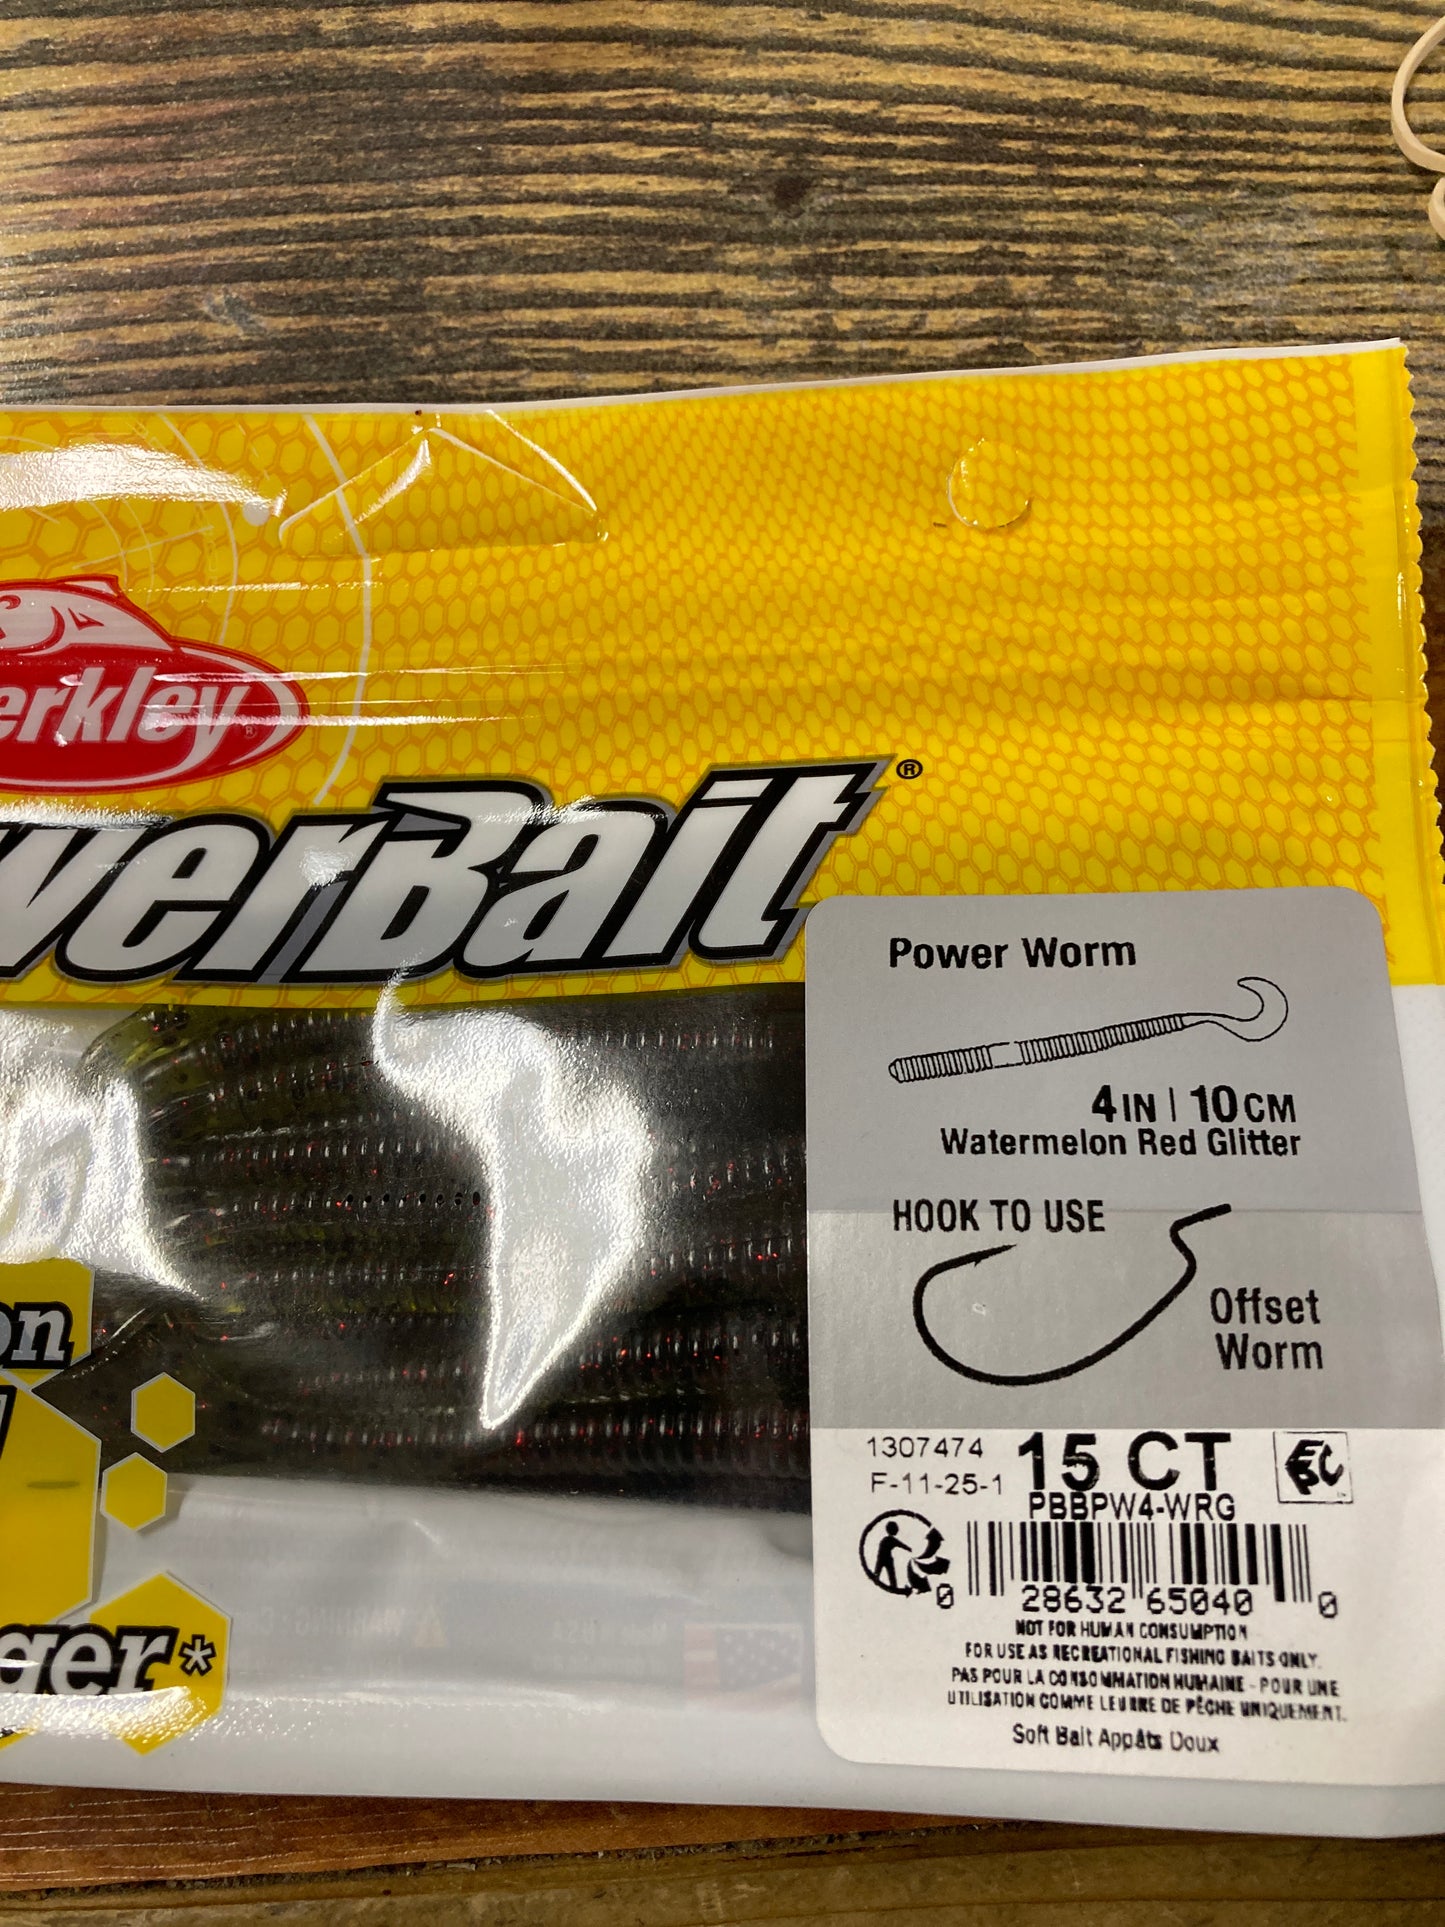 erkley®
werBait®
Power Worm
4IN | 10CM
Watermelon Red Glitter
HOOK TO USE
Offset
Worm
on
1307474 15 CT
F-11-25-1
PBBPW4-WRG
0 28632 65040 0
ger*
NOT FOR HUMAN CONSUMPTION
FOR USE AS RECREATIONAL FISHING BAITS ONLY.
PAS POUR LA CONSOMMATION HUMAINE - POUR UNE
UTILISATION COMME LEURRE DE PÊCHE UNIQUEMENT.
Soft Bait Appâts Doux